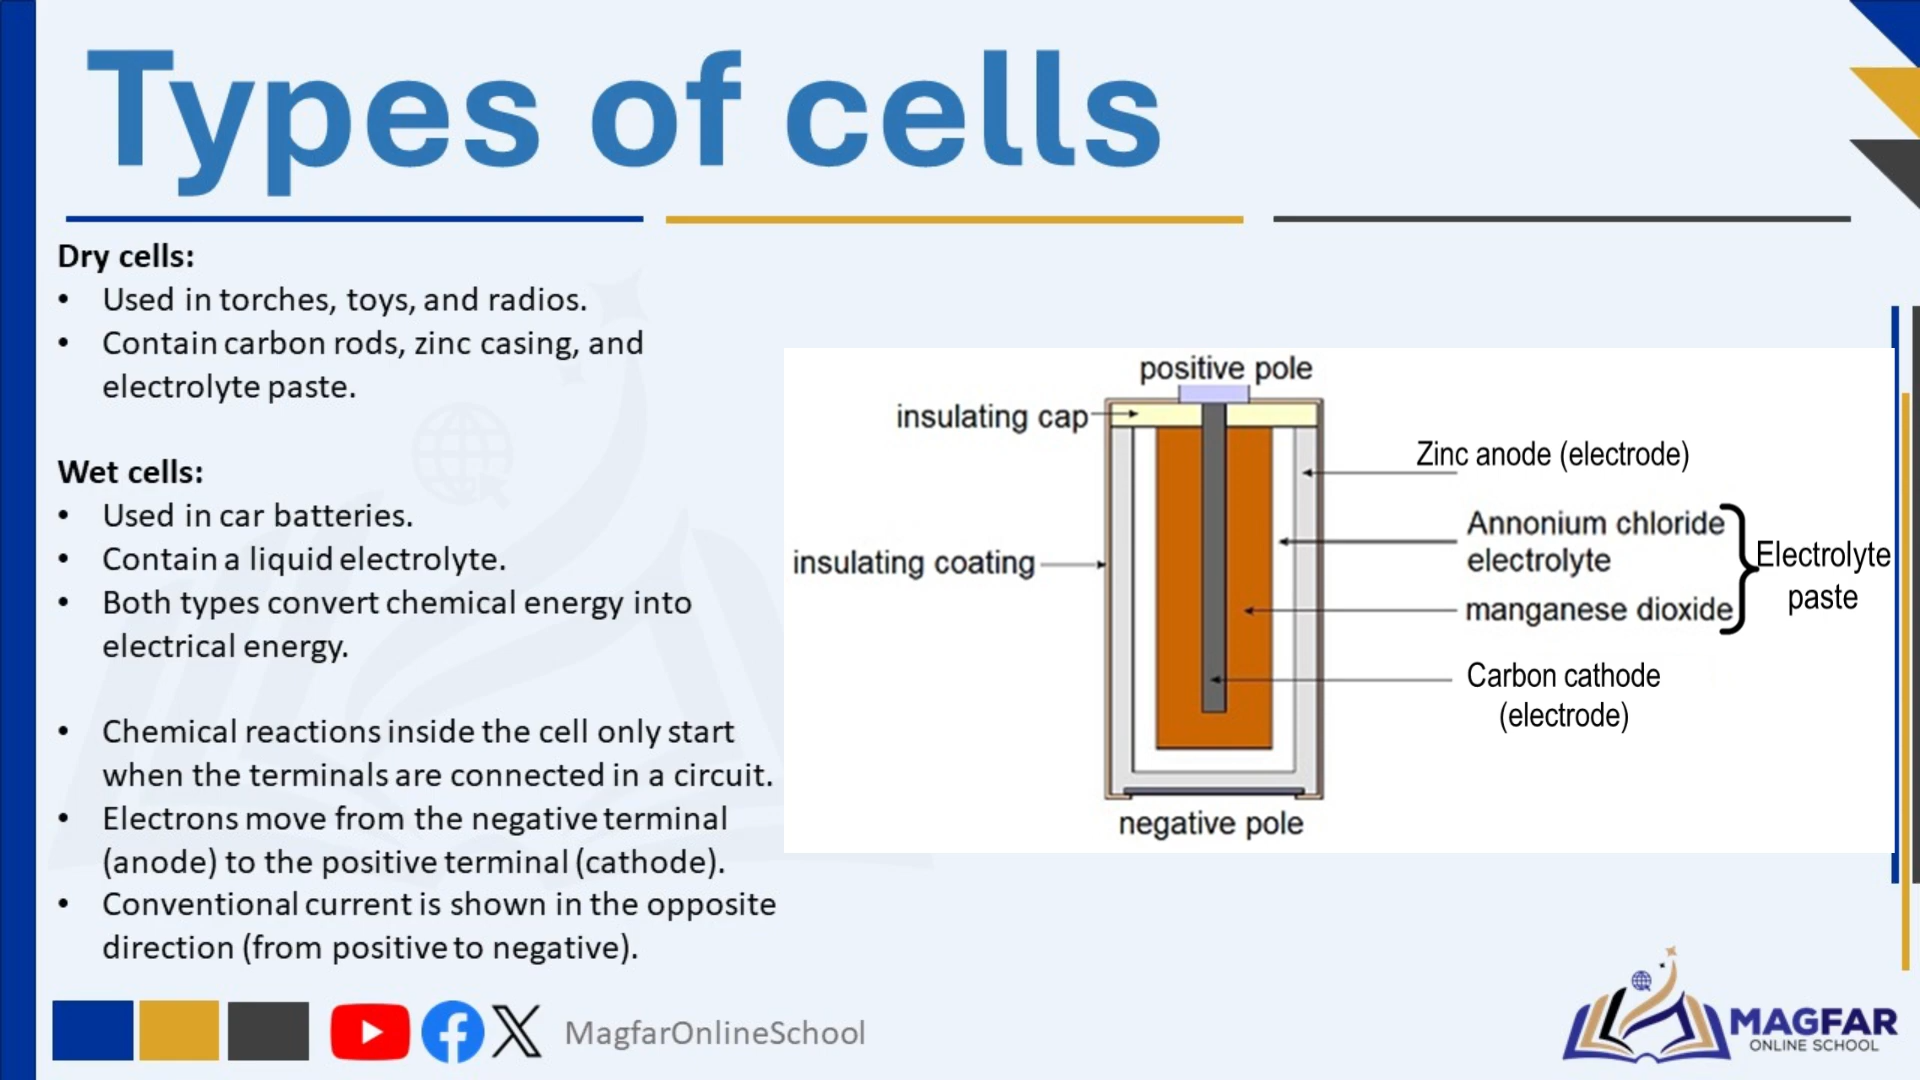 Types of cells
Dry cells:
• Used in torches, toys, and radios.
• Contain carbon rods, zinc casing, and
electrolyte paste.
Wet cells:
• Used in car batteries.
• Contain a liquid electrolyte.
• Both types convert chemical energy into
electrical energy.
• Chemical reactions inside the cell only start
when the terminals are connected in a circuit.
• Electrons move from the negative terminal
(anode) to the positive terminal (cathode).
• Conventional current is shown in the opposite
direction (from positive to negative).
positive pole
insulating cap
Zinc anode (electrode)
Annonium chloride
electrolyte
insulating coating
manganese dioxide
Electrolyte
paste
Carbon cathode
(electrode)
negative pole
MagfarOnlineSchool
MAGFAR
ONLINE SCHOOL